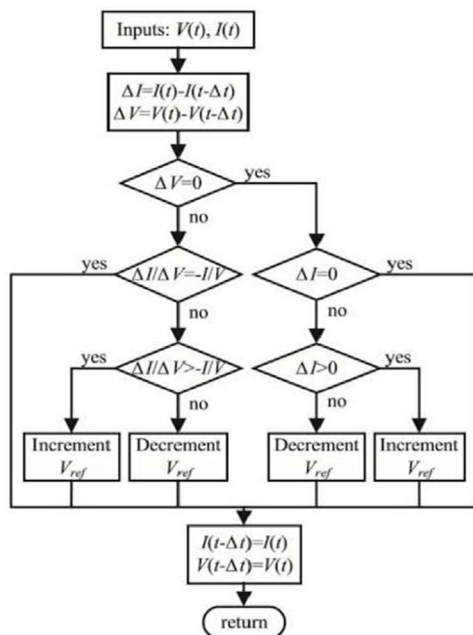 Inputs: V(t), I(t)
ΔI=I(t)-I(t-Δt)
ΔV=V(t)-V(t-Δt)
ΔV=0
yes
no
yes
ΔI/ΔV=-I/V
ΔI=0
yes
no
no
yes
ΔI/ΔV>-I/V
ΔI>0
yes
no
no
Increment
Vref
Decrement
Vref
Decrement
Vref
Increment
Vref
I(t-Δt)=I(t)
V(t-Δt)=V(t)
return